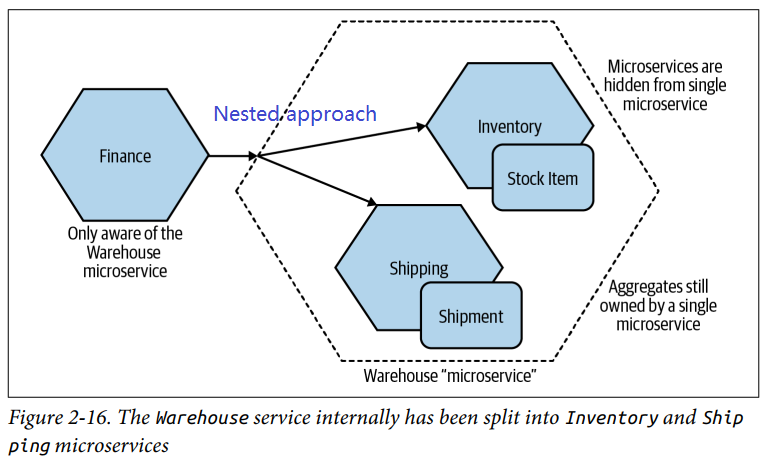 Nested approach
Finance
Only aware of the
Warehouse
microservice
Inventory
Stock Item
Microservices are
hidden from single
microservice
Shipping
Shipment
Aggregates still
owned by a single
microservice
Warehouse “microservice”
Figure 2-16. The Warehouse service internally has been split into Inventory and Ship
ping microservices